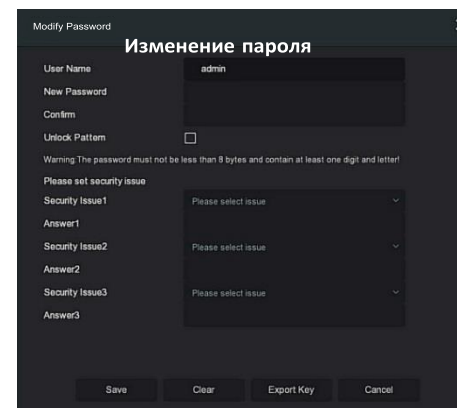 Modify Password
Изменение пароля
User Name admin
New Password
Confirm
Unlock Pattern
Warning:The password must not be less than 8 bytes and contain at least one digit and letter!
Please set security issue
Security Issue1 Please select issue
Answer1
Security Issue2 Please select issue
Answer2
Security Issue3 Please select issue
Answer3
Save Clear Export Key Cancel